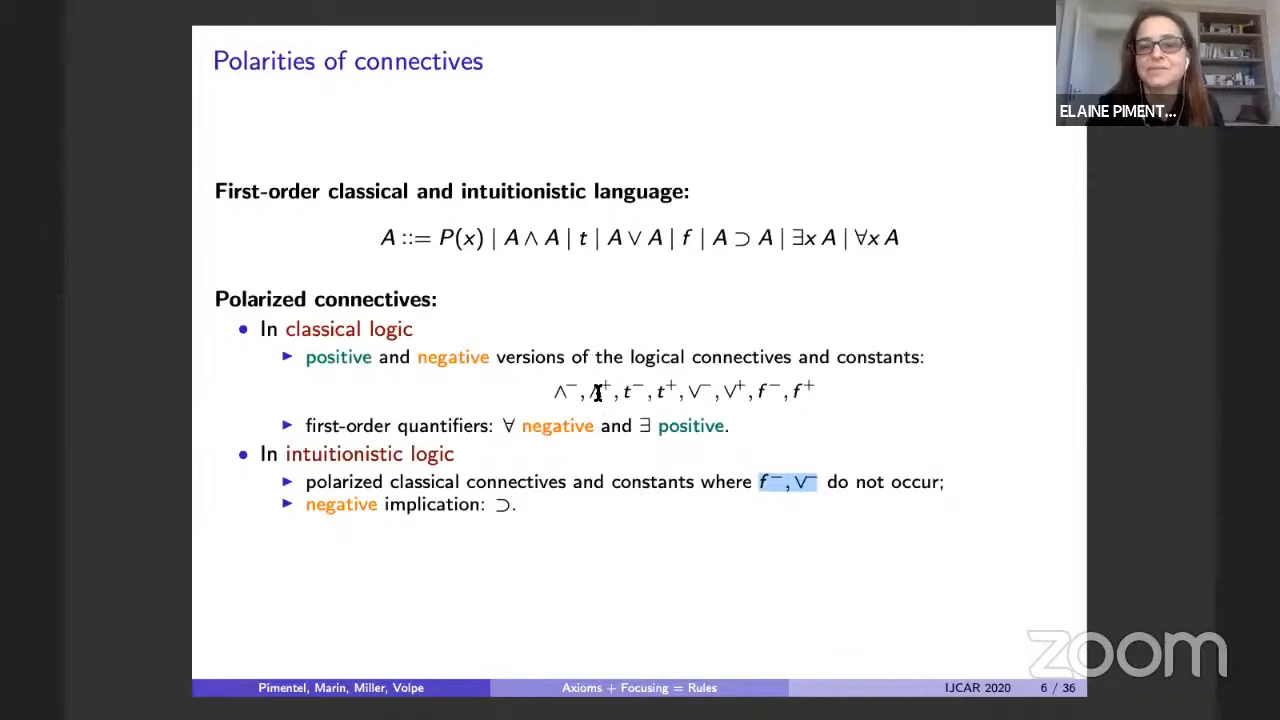 Polarities of connectives
ELAINE PIMENT...
First-order classical and intuitionistic language:
A ::= P(x) | A ∧ A | t | A ∨ A | f | A ⊃ A | ∃x A | ∀x A
Polarized connectives:
• In classical logic
▶ positive and negative versions of the logical connectives and constants:
∧⁻, ∧⁺, t⁻, t⁺, ∨⁻, ∨⁺, f⁻, f⁺
▶ first-order quantifiers: ∀ negative and ∃ positive.
• In intuitionistic logic
▶ polarized classical connectives and constants where f⁻, ∨⁻ do not occur;
▶ negative implication: ⊃.
zoom
Pimentel, Marin, Miller, Volpe Axioms + Focusing = Rules IJCAR 2020 6 / 36